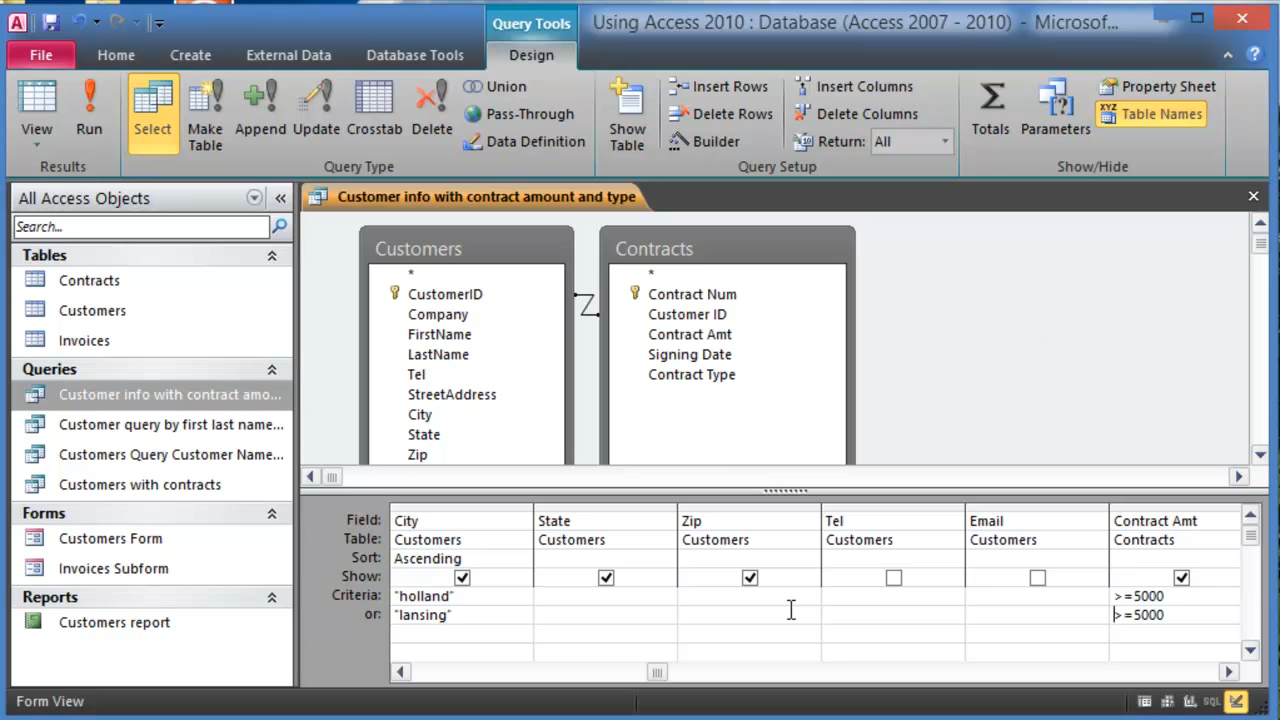 Query Tools
Using Access 2010 : Database (Access 2007 - 2010) - Microsof...
File Home Create External Data Database Tools Design
View
Run
Select
Make Table
Append
Update
Crosstab
Delete
Union
Pass-Through
Data Definition
Show Table
Insert Rows
Delete Rows
Builder
Insert Columns
Delete Columns
Return: All
Totals
Parameters
Property Sheet
XYZ Table Names
Results
Query Type
Query Setup
Show/Hide
All Access Objects
Search...
Tables
Contracts
Customers
Invoices
Queries
Customer info with contract amo...
Customer query by first last name...
Customers Query Customer Name...
Customers with contracts
Forms
Customers Form
Invoices Subform
Reports
Customers report
Customer info with contract amount and type
Customers
*
CustomerID
Company
FirstName
LastName
Tel
StreetAddress
City
State
Zip
Contracts
*
Contract Num
Customer ID
Contract Amt
Signing Date
Contract Type
Field: City State Zip Tel Email Contract Amt
Table: Customers Customers Customers Customers Customers Contracts
Sort: Ascending
Show:
Criteria: "holland" >=5000
or: "lansing" >=5000
Form View
SQL